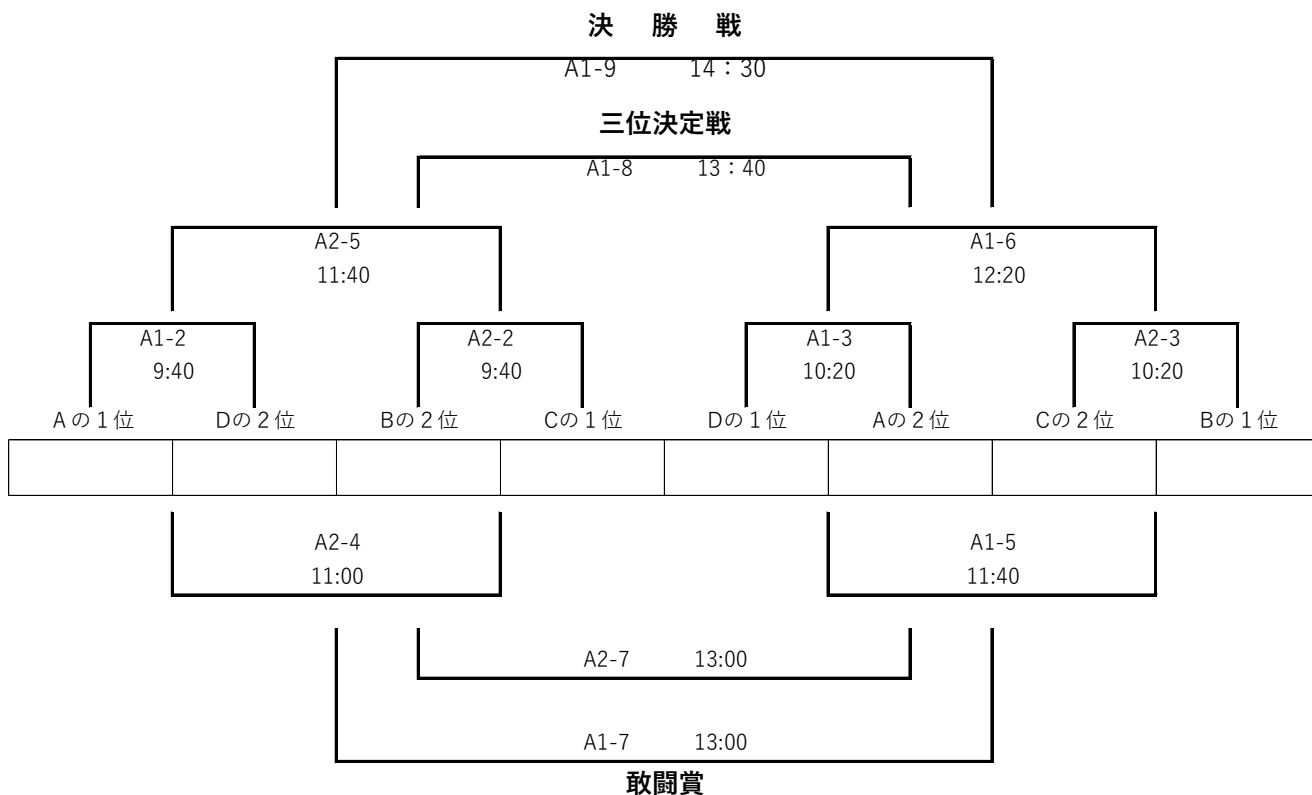 決 勝 戦
A1-9 14：30
三位決定戦
A1-8 13：40
A2-5 A1-6
11:40 12:20
A1-2 A2-2 A1-3 A2-3
9:40 9:40 10:20 10:20
Aの１位 Dの２位 Bの２位 Cの１位 Dの１位 Aの２位 Cの２位 Bの１位
A2-4 A1-5
11:00 11:40
A2-7 13:00
A1-7 13:00
敢闘賞